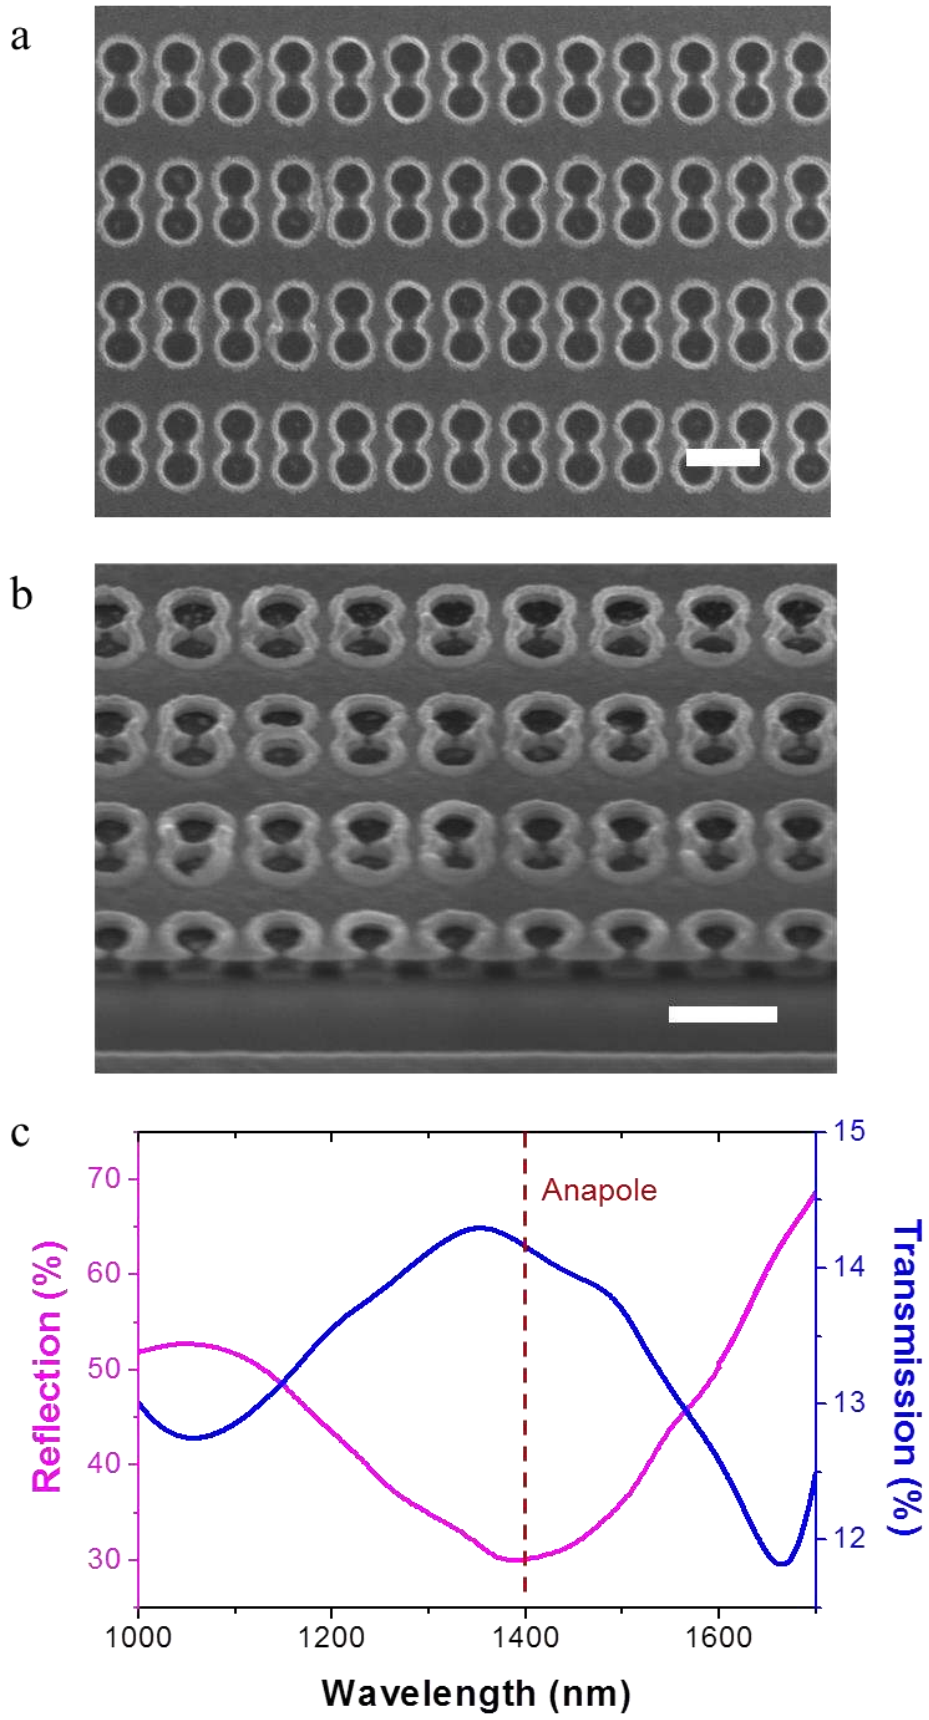 a
b
c
15
70
Anapole
60
14
50
13
40
12
30
Reflection (%)
Transmission (%)
1000 1200 1400 1600
Wavelength (nm)